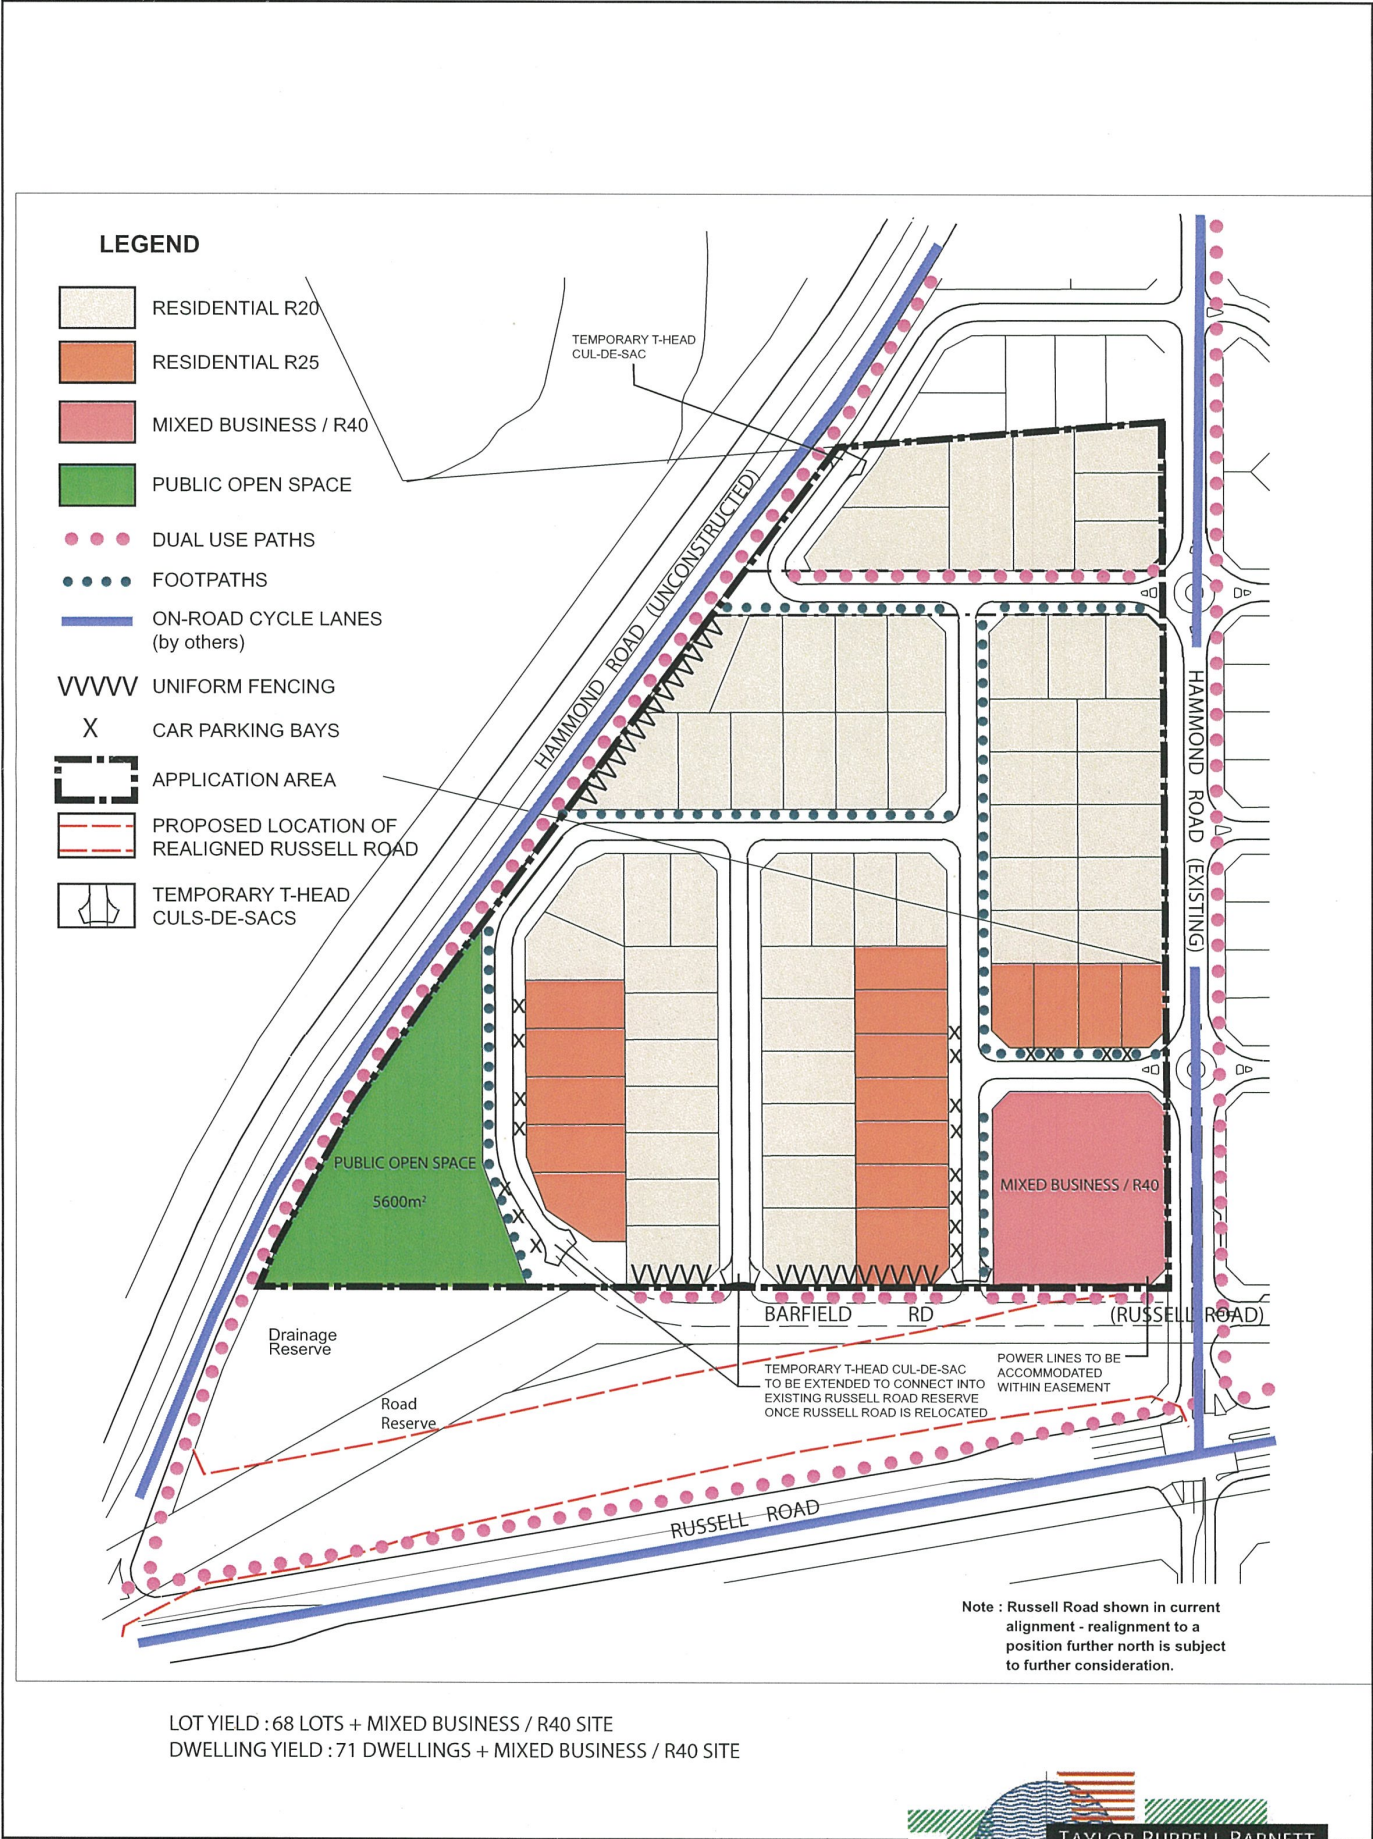 LEGEND
RESIDENTIAL R20
RESIDENTIAL R25
MIXED BUSINESS / R40
PUBLIC OPEN SPACE
DUAL USE PATHS
FOOTPATHS
ON-ROAD CYCLE LANES
(by others)
VVVVV UNIFORM FENCING
X CAR PARKING BAYS
APPLICATION AREA
PROPOSED LOCATION OF
REALIGNED RUSSELL ROAD
TEMPORARY T-HEAD
CULS-DE-SACS
TEMPORARY T-HEAD
CUL-DE-SAC
HAMMOND ROAD (UNCONSTRUCTED)
HAMMOND ROAD (EXISTING)
PUBLIC OPEN SPACE
5600m²
MIXED BUSINESS / R40
BARFIELD RD (RUSSELL ROAD)
Drainage
Reserve
Road
Reserve
TEMPORARY T-HEAD CUL-DE-SAC
TO BE EXTENDED TO CONNECT INTO
EXISTING RUSSELL ROAD RESERVE
ONCE RUSSELL ROAD IS RELOCATED
POWER LINES TO BE
ACCOMMODATED
WITHIN EASEMENT
RUSSELL ROAD
Note : Russell Road shown in current
alignment - realignment to a
position further north is subject
to further consideration.
LOT YIELD : 68 LOTS + MIXED BUSINESS / R40 SITE
DWELLING YIELD : 71 DWELLINGS + MIXED BUSINESS / R40 SITE
TAYLOR BURRELL BARNETT